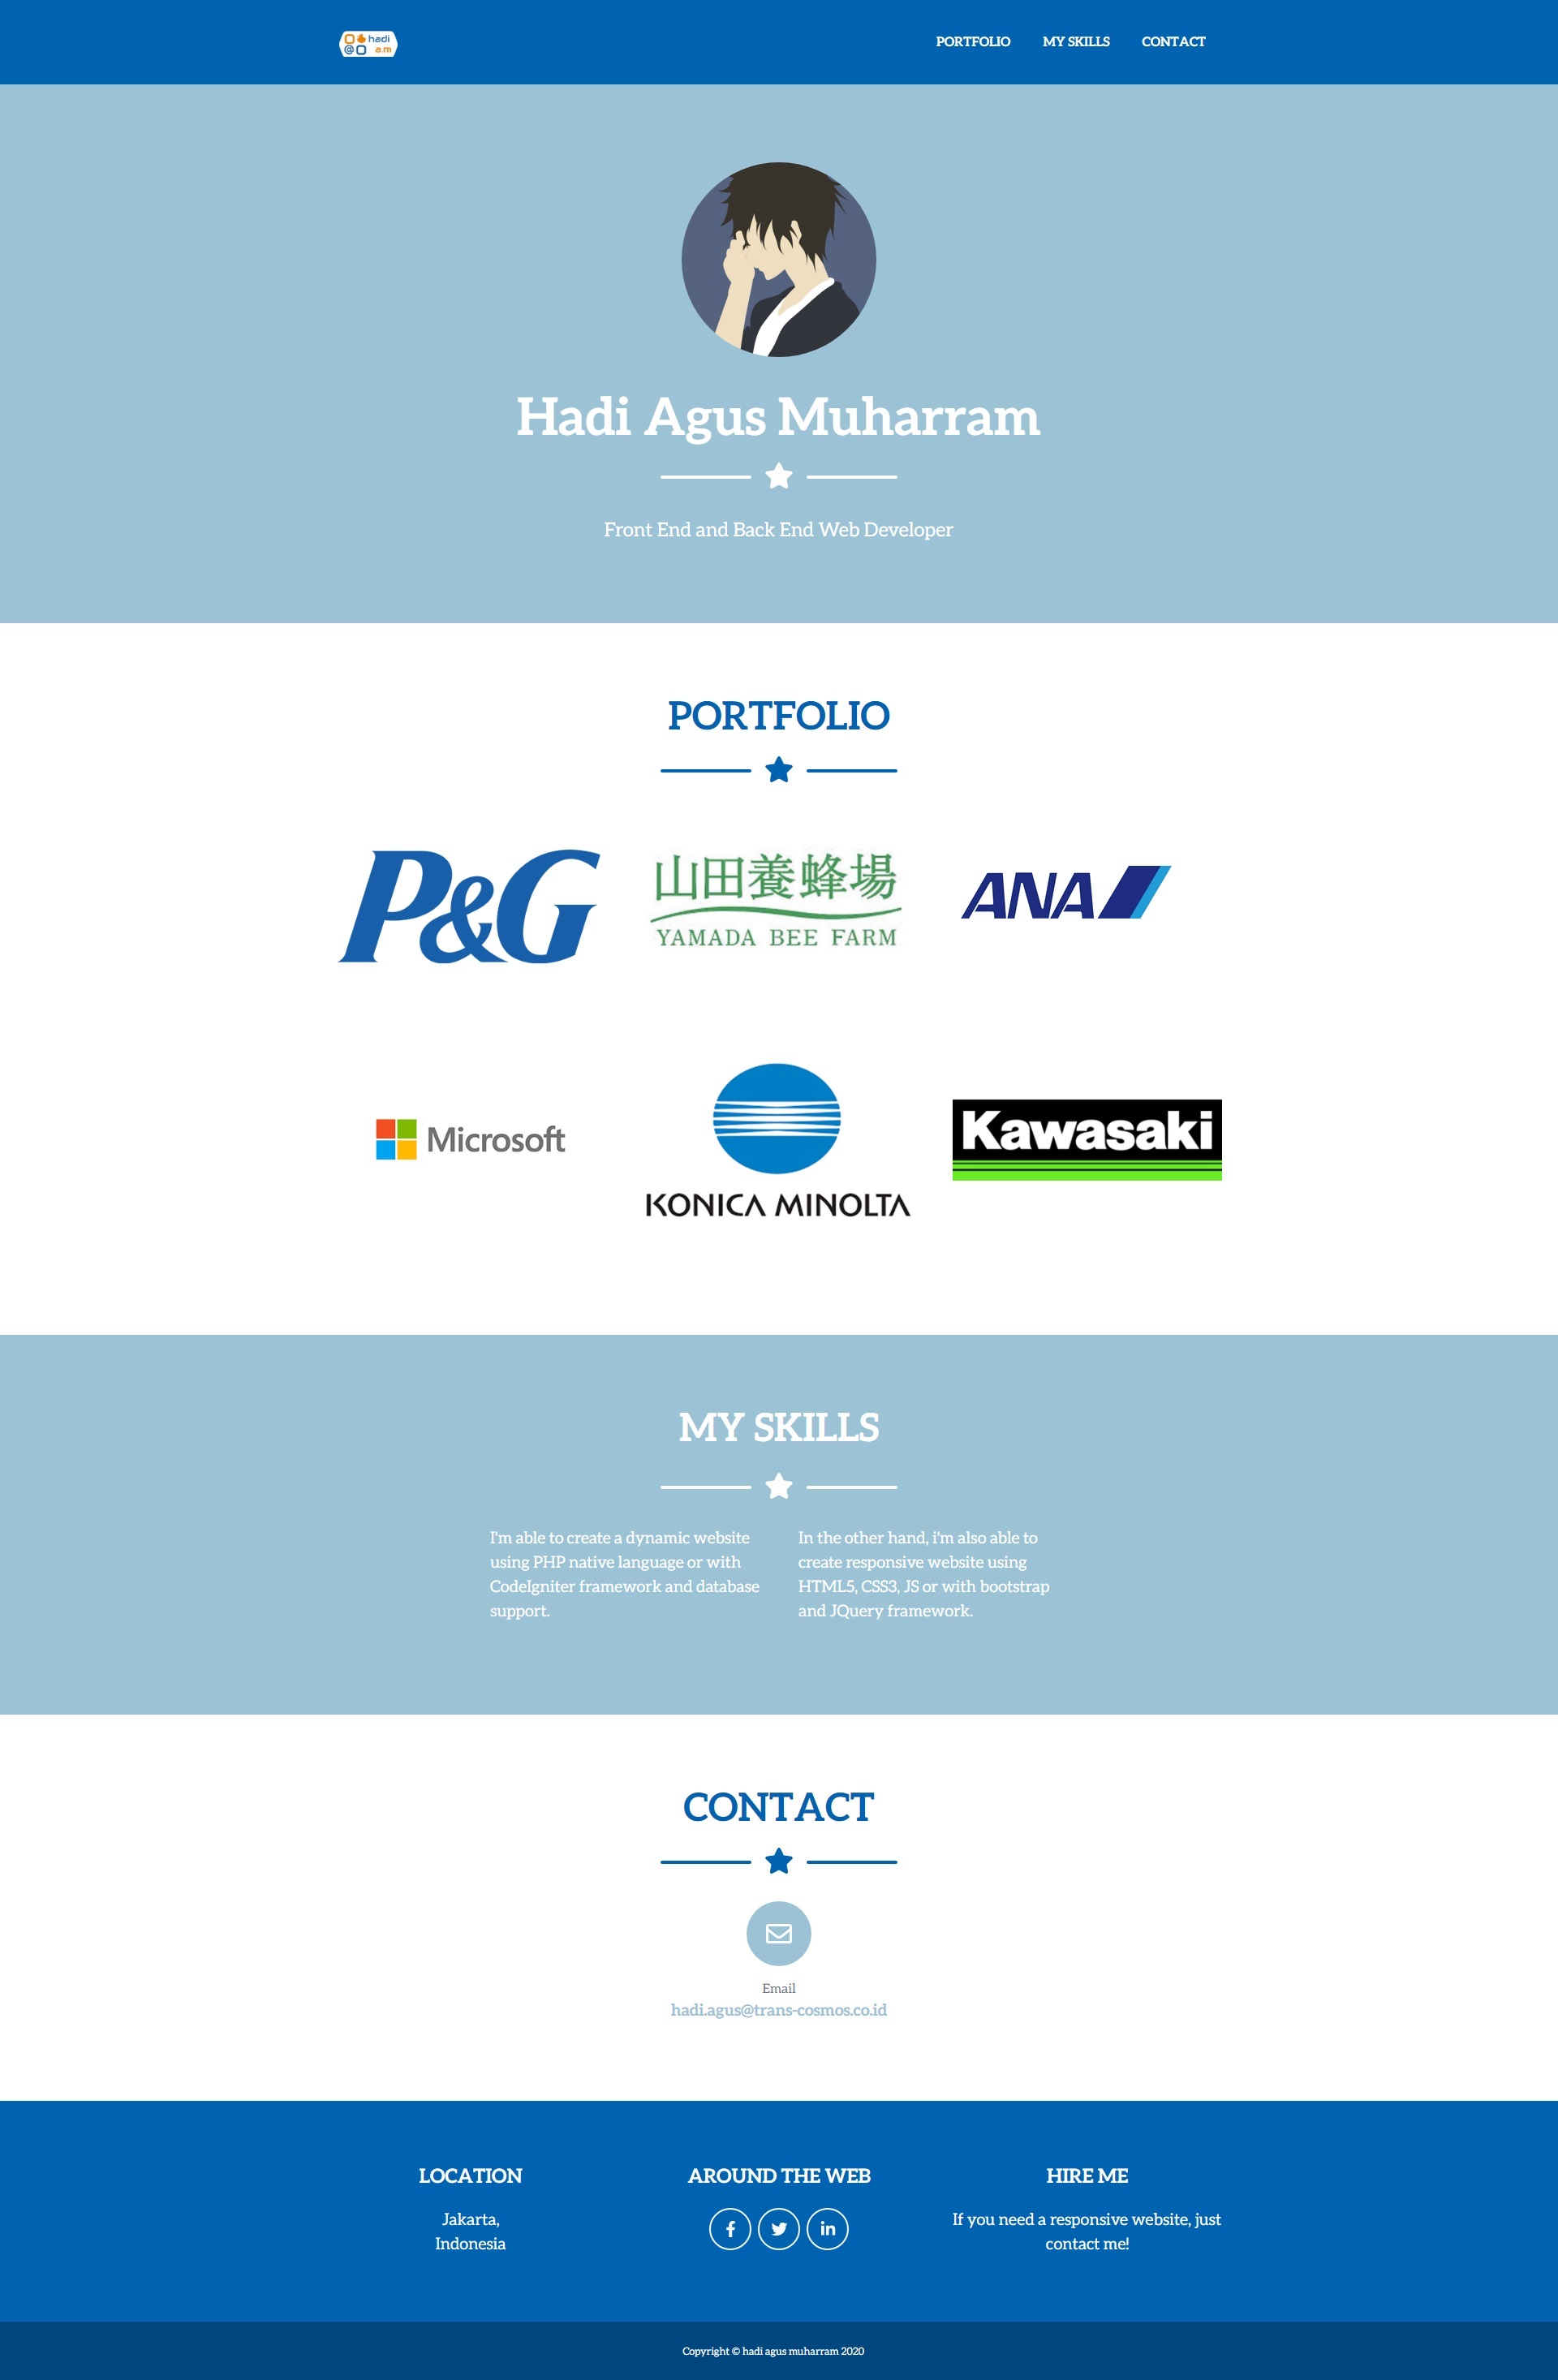 hadi
@ a.m
PORTFOLIO MY SKILLS CONTACT
Hadi Agus Muharram
Front End and Back End Web Developer
PORTFOLIO
P&G
山田養蜂場
YAMADA BEE FARM
ANA
Microsoft
KONICA MINOLTA
Kawasaki
MY SKILLS
I'm able to create a dynamic website
using PHP native language or with
CodeIgniter framework and database
support.
In the other hand, i'm also able to
create responsive website using
HTML5, CSS3, JS or with bootstrap
and JQuery framework.
CONTACT
Email
hadi.agus@trans-cosmos.co.id
LOCATION
Jakarta,
Indonesia
AROUND THE WEB
HIRE ME
If you need a responsive website, just
contact me!
Copyright © hadi agus muharram 2020